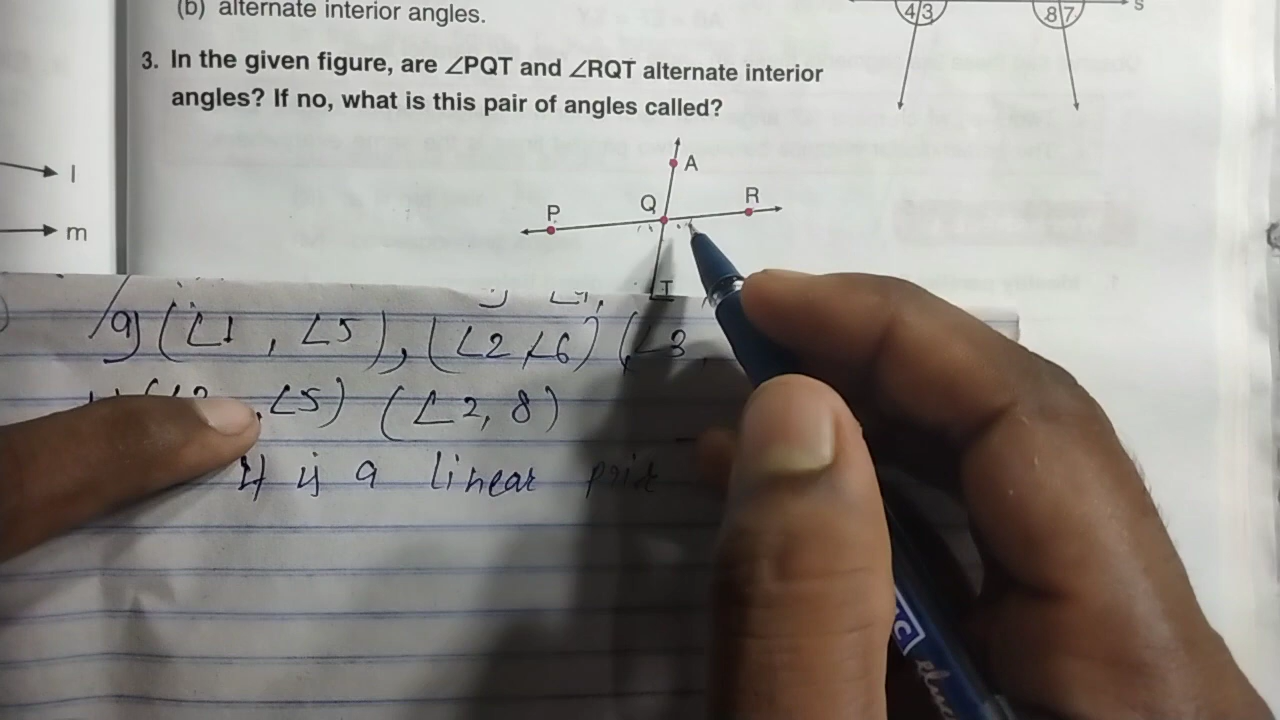 (b) alternate interior angles.
S
4 3
8 7
3. In the given figure, are ∠PQT and ∠RQT alternate interior
angles? If no, what is this pair of angles called?
A
l
Q
R
P
m
g) (∠1, ∠5), (∠2 ∠6) (∠3
, ∠5) (∠2, 8)
It is a linear